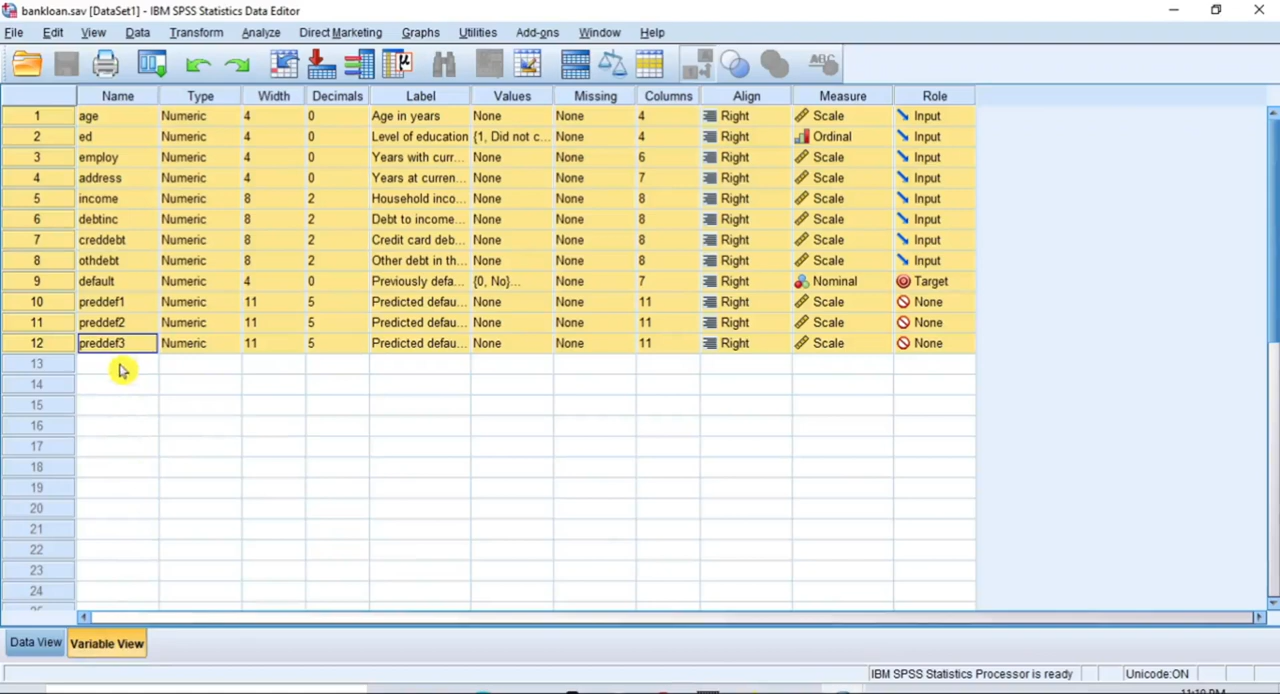 bankloan.sav [DataSet1] - IBM SPSS Statistics Data Editor
File Edit View Data Transform Analyze Direct Marketing Graphs Utilities Add-ons Window Help
Name Type Width Decimals Label Values Missing Columns Align Measure Role
1 age Numeric 4 0 Age in years None None 4 Right Scale Input
2 ed Numeric 4 0 Level of education {1, Did not c... None 4 Right Ordinal Input
3 employ Numeric 4 0 Years with curr... None None 6 Right Scale Input
4 address Numeric 4 0 Years at curren... None None 7 Right Scale Input
5 income Numeric 8 2 Household inco... None None 8 Right Scale Input
6 debtinc Numeric 8 2 Debt to income... None None 8 Right Scale Input
7 creddebt Numeric 8 2 Credit card deb... None None 8 Right Scale Input
8 othdebt Numeric 8 2 Other debt in th... None None 8 Right Scale Input
9 default Numeric 4 0 Previously defa... {0, No}... None 7 Right Nominal Target
10 preddef1 Numeric 11 5 Predicted defau... None None 11 Right Scale None
11 preddef2 Numeric 11 5 Predicted defau... None None 11 Right Scale None
12 preddef3 Numeric 11 5 Predicted defau... None None 11 Right Scale None
13
14
15
16
17
18
19
20
21
22
23
24
Data View Variable View
IBM SPSS Statistics Processor is ready Unicode:ON